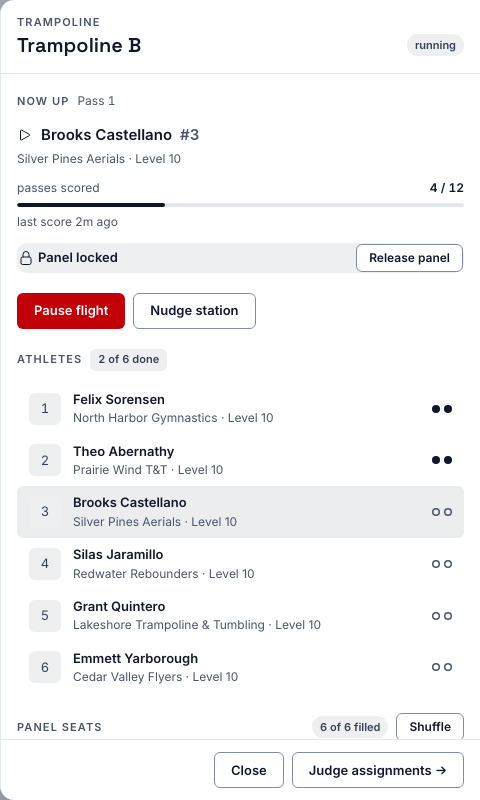 TRAMPOLINE
Trampoline B
running
NOW UP Pass 1
Brooks Castellano #3
Silver Pines Aerials · Level 10
passes scored 4 / 12
last score 2m ago
Panel locked Release panel
Pause flight Nudge station
ATHLETES 2 of 6 done
1 Felix Sorensen
North Harbor Gymnastics · Level 10
2 Theo Abernathy
Prairie Wind T&T · Level 10
3 Brooks Castellano
Silver Pines Aerials · Level 10
4 Silas Jaramillo
Redwater Rebounders · Level 10
5 Grant Quintero
Lakeshore Trampoline & Tumbling · Level 10
6 Emmett Yarborough
Cedar Valley Flyers · Level 10
PANEL SEATS 6 of 6 filled Shuffle
Close Judge assignments →